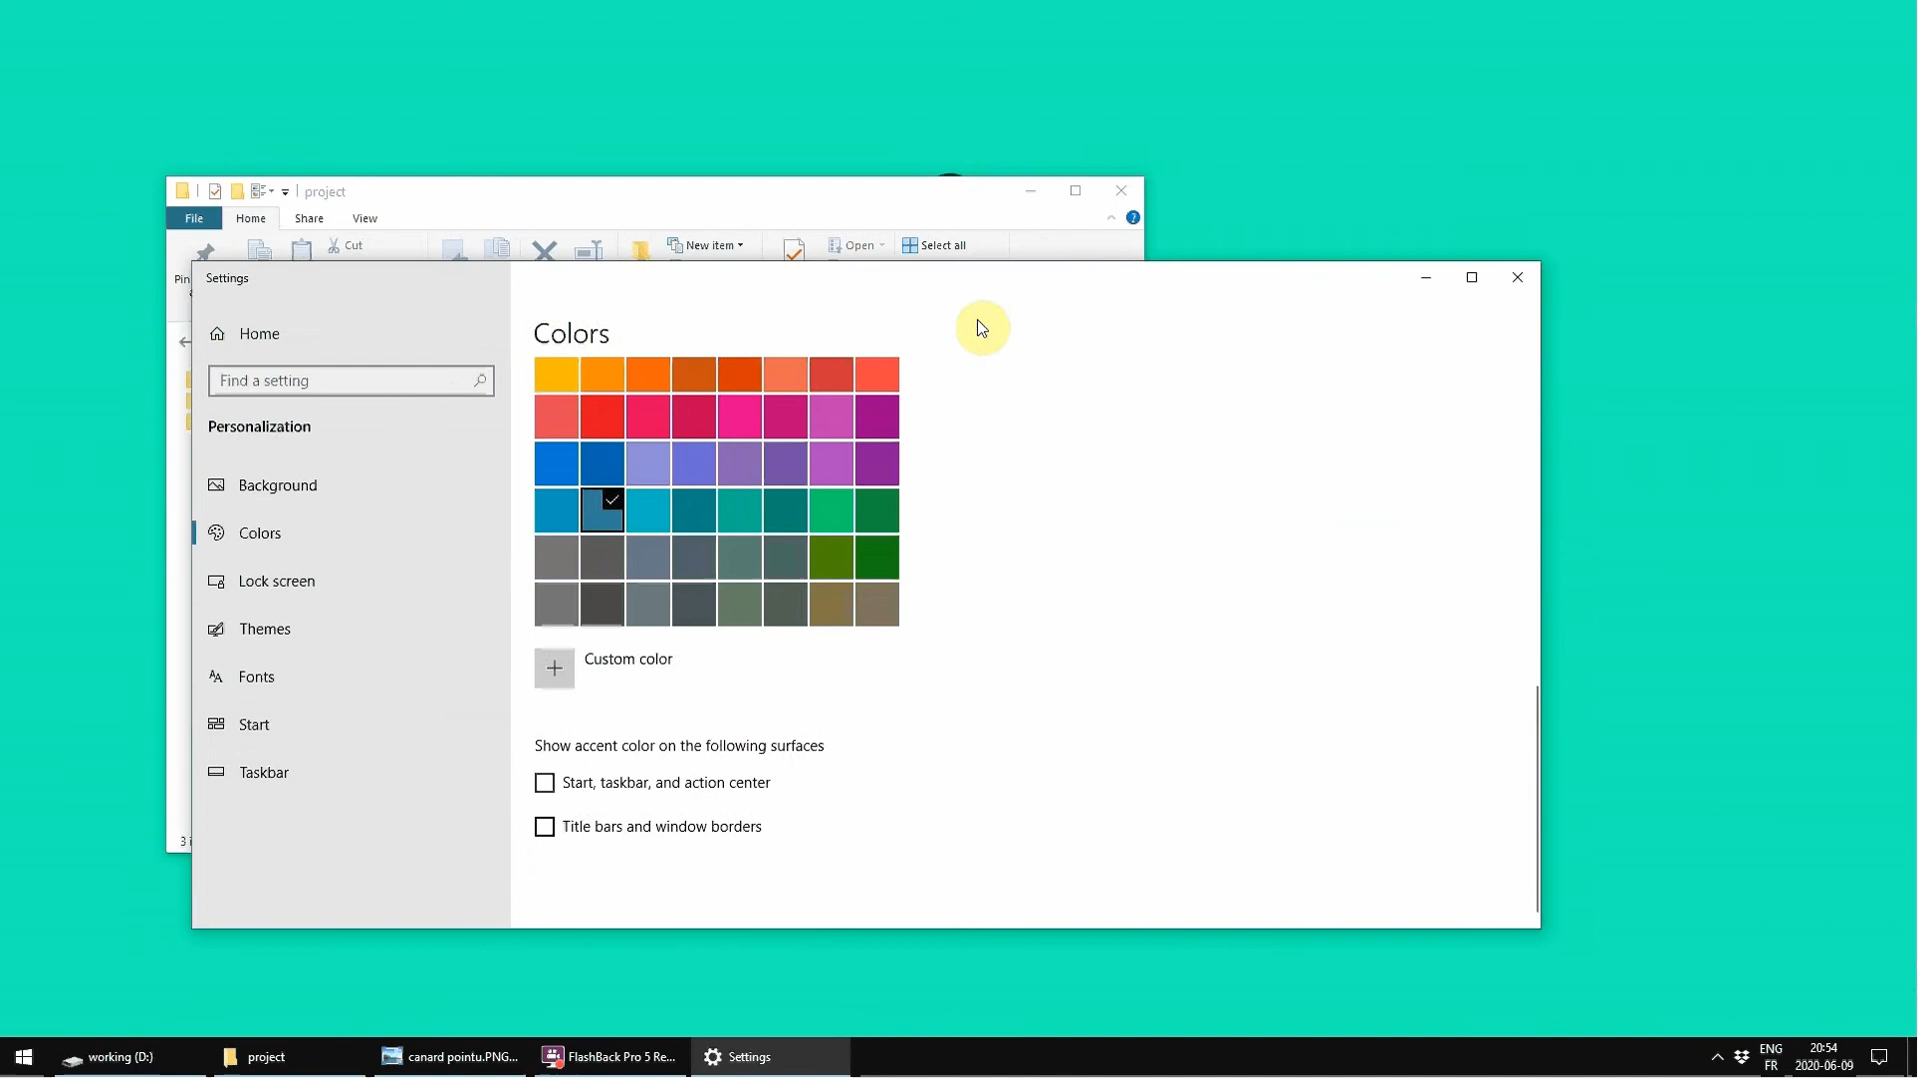 project
File Home Share View
Cut New item Open Select all
Settings
Home
Find a setting
Personalization
Background
Colors
Lock screen
Themes
Fonts
Start
Taskbar
Colors
Custom color
Show accent color on the following surfaces
Start, taskbar, and action center
Title bars and window borders
working (D:) project canard pointu.PNG... FlashBack Pro 5 Re... Settings
ENG
FR
20:54
2020-06-09